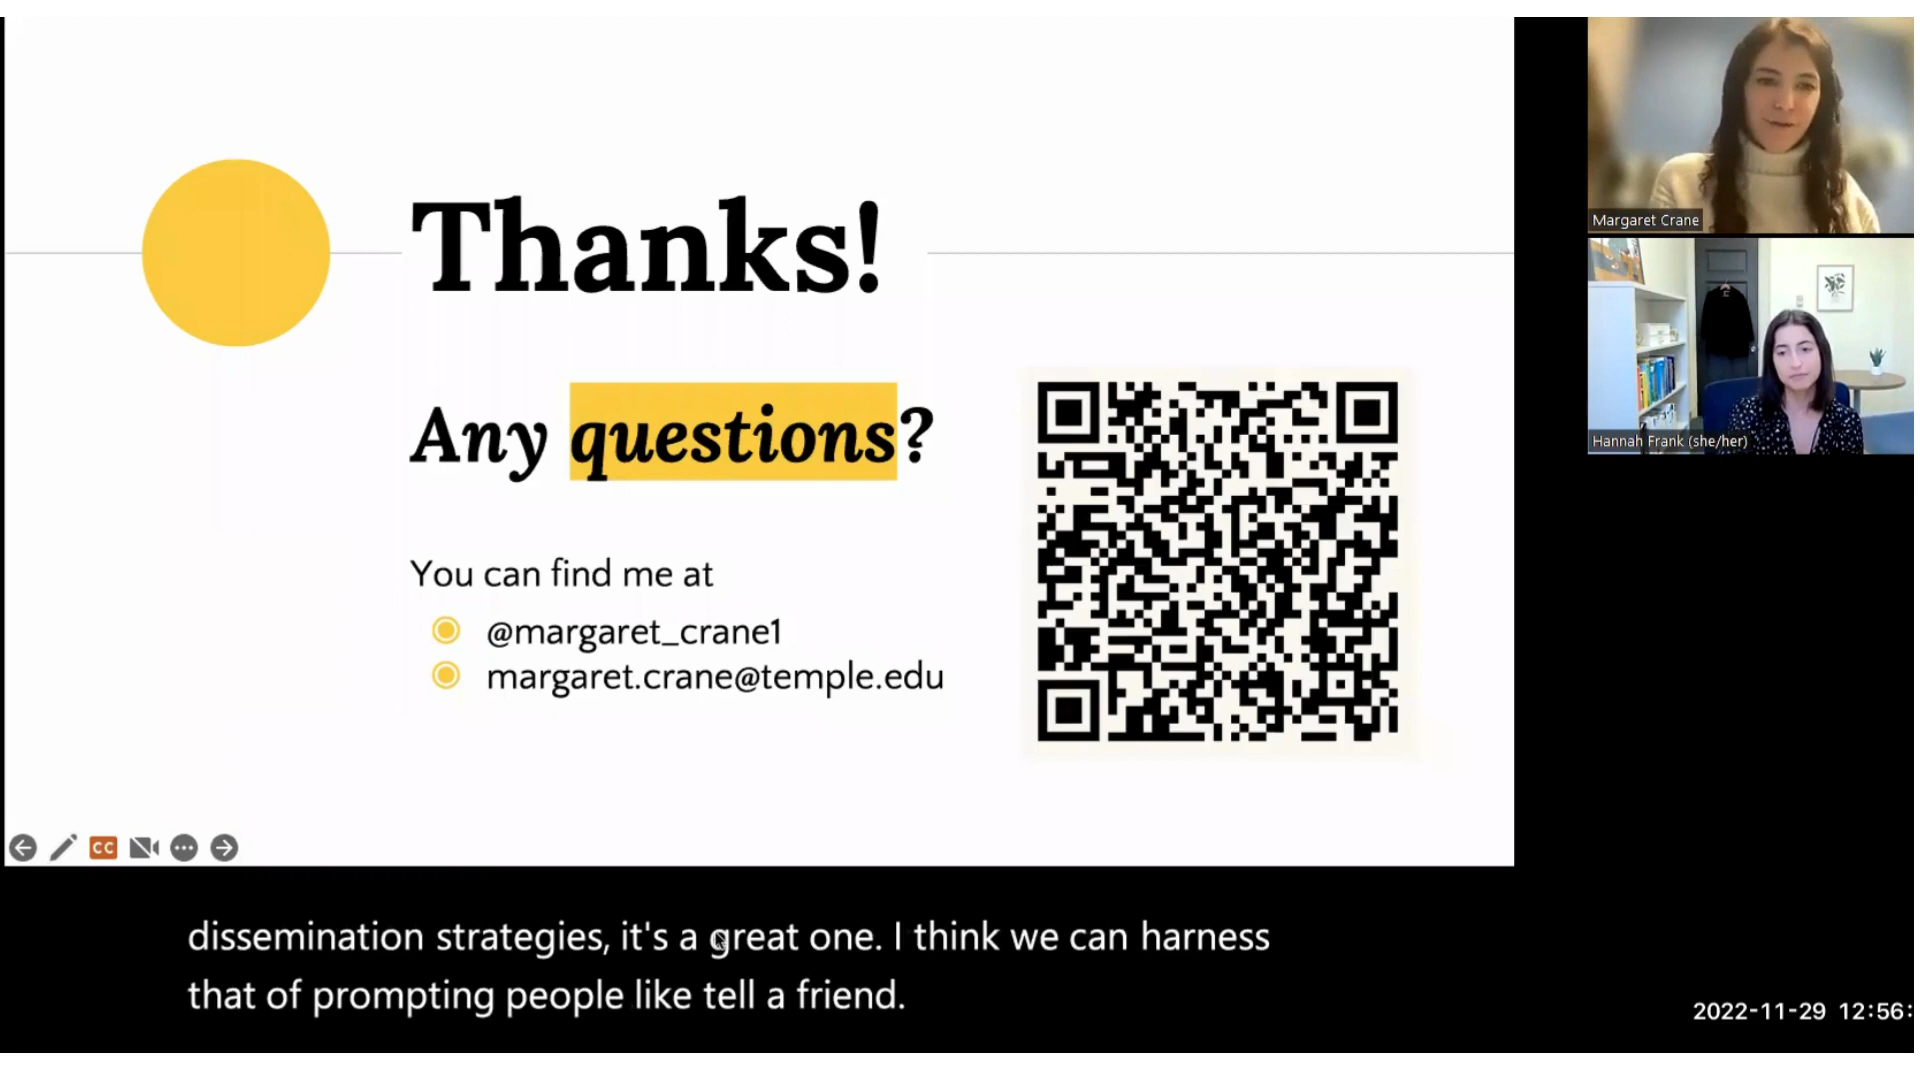 Thanks!
Any questions?
You can find me at
@margaret_crane1
margaret.crane@temple.edu
CC
Margaret Crane
Hannah Frank (she/her)
dissemination strategies, it's a great one. I think we can harness
that of prompting people like tell a friend.
2022-11-29 12:56: